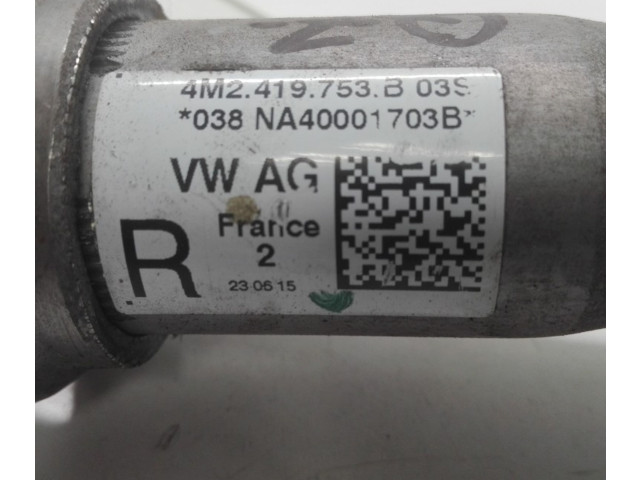 4M2.419.753.B 03S
*038 NA40001703B*
VW AG
R
France
2
23 06 15